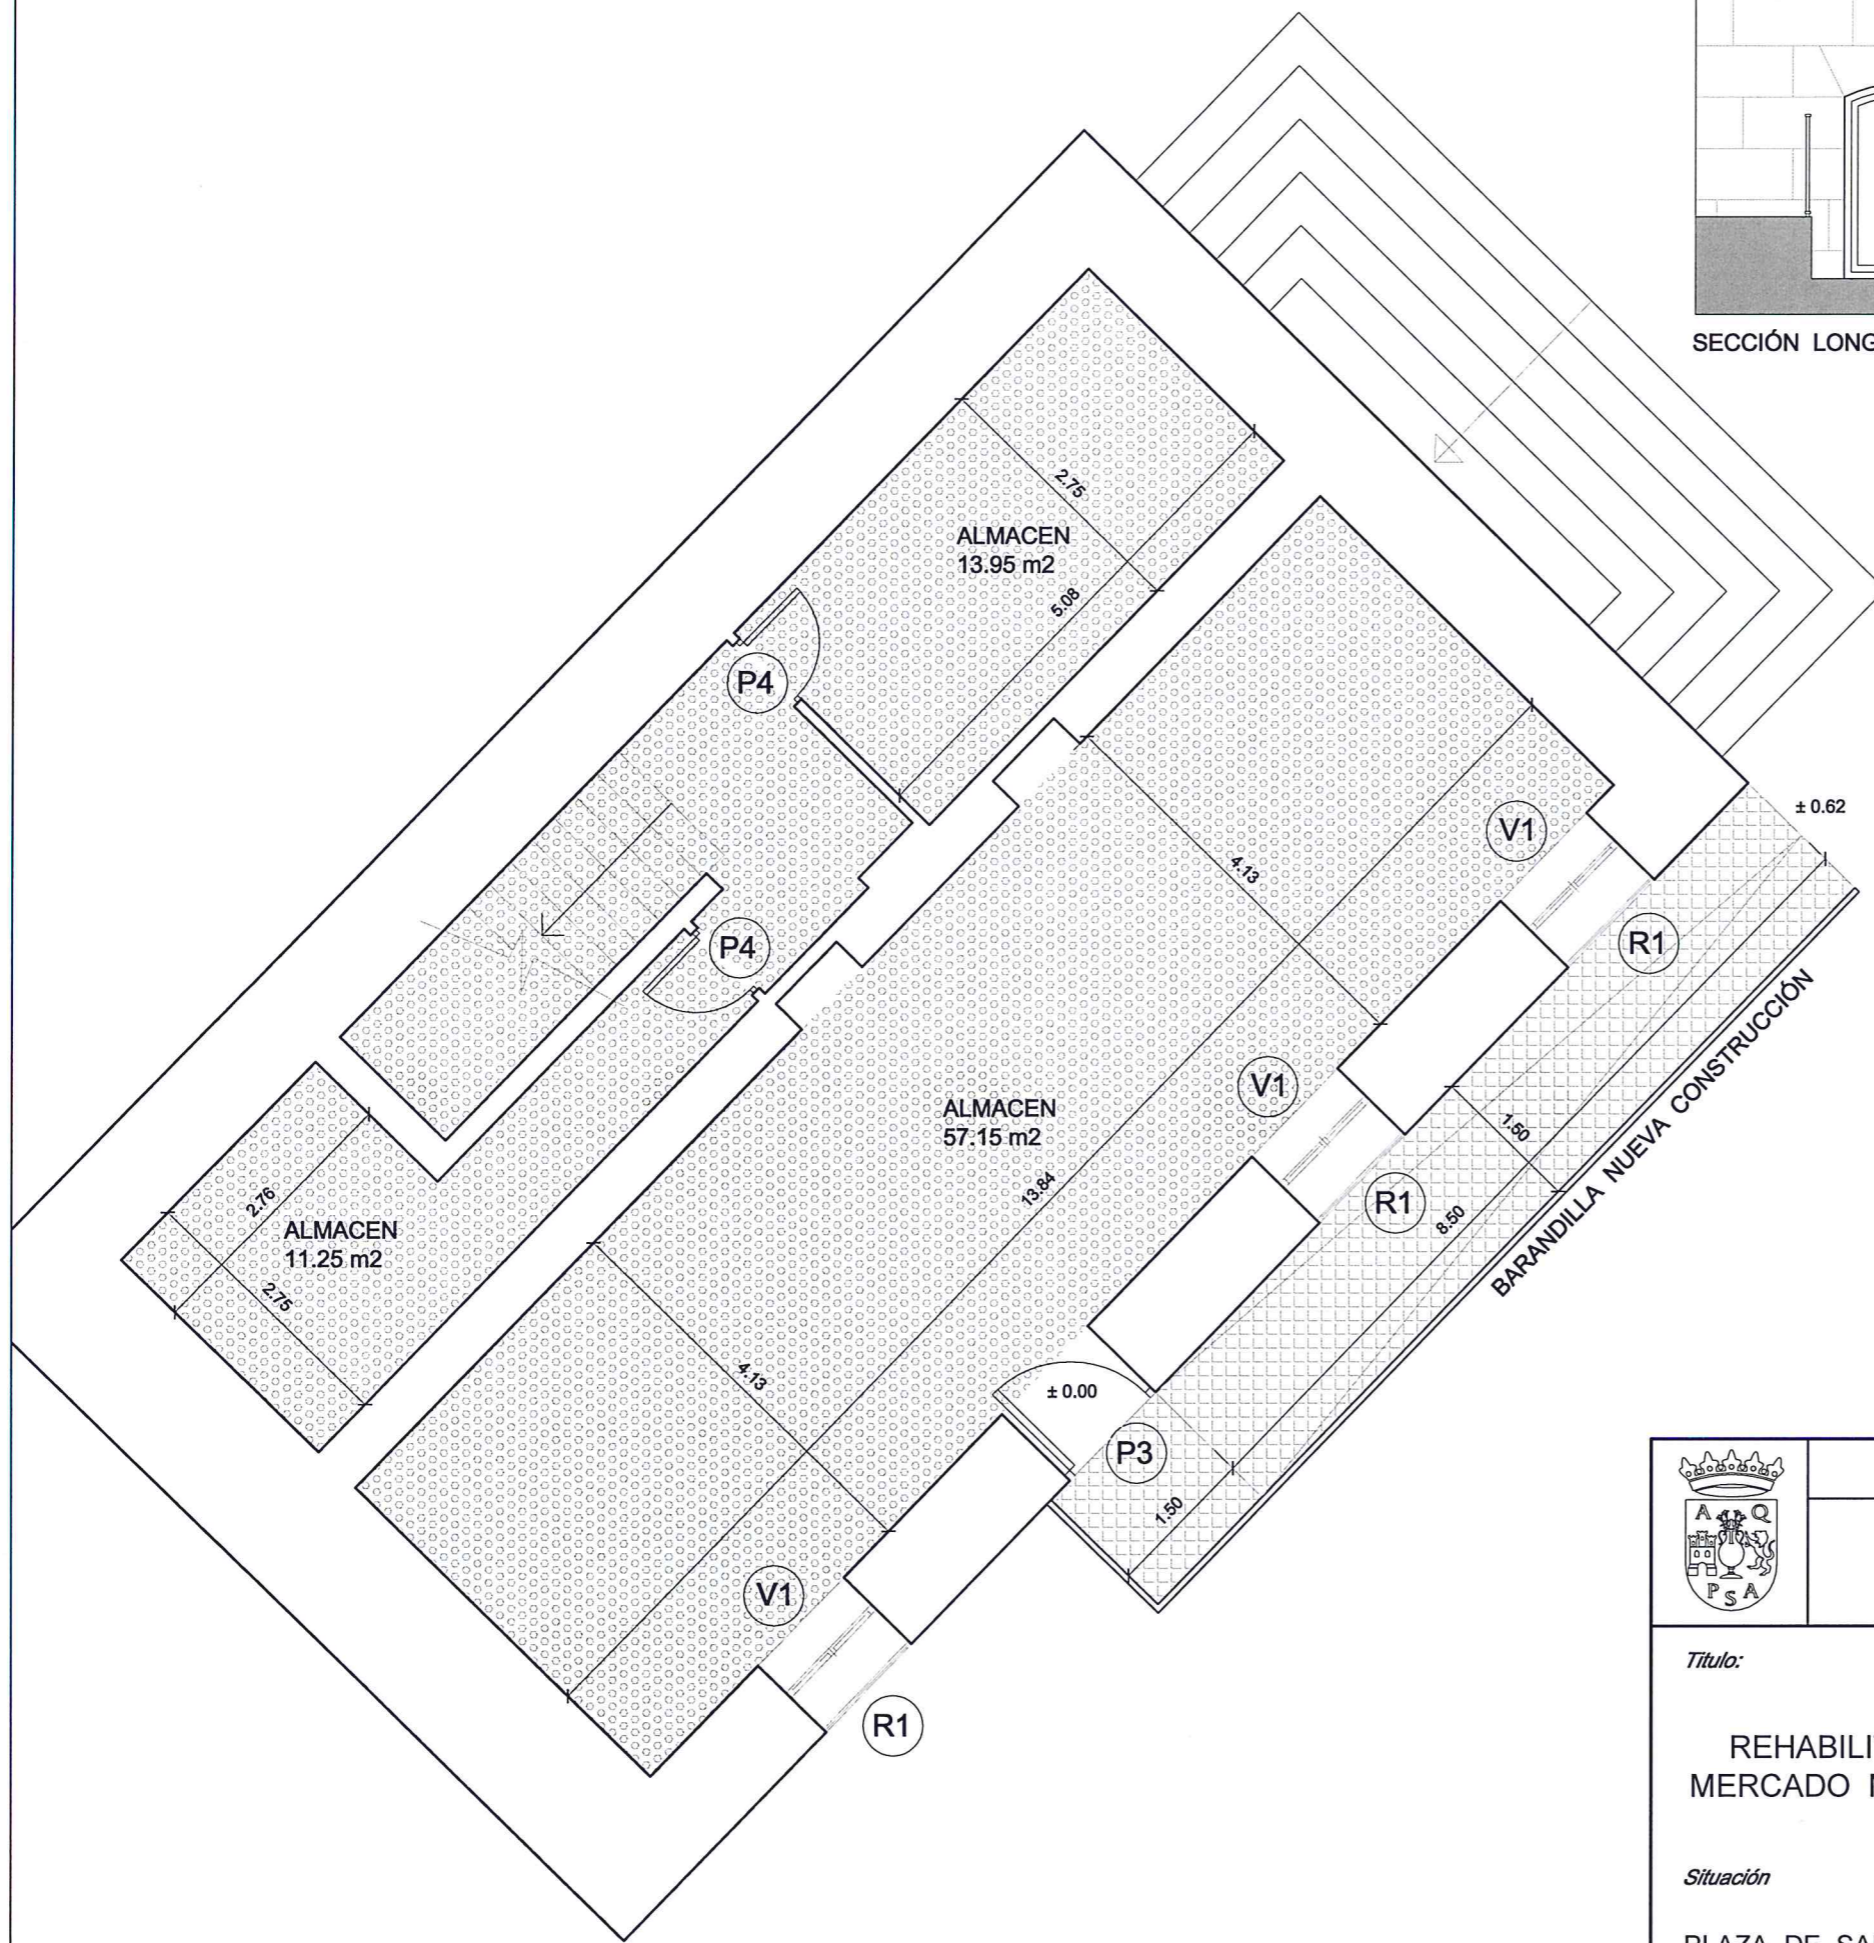 SECCIÓN
2.75
ALMACEN
13.95 m2
5.08
P4
± 0.62
V1
4.13
R1
P4
BARANDILLA NUEVA CONSTRUCCIÓN
V1
ALMACEN
57.15 m2
1.50
13.84
R1
8.50
2.76
ALMACEN
11.25 m2
2.75
4.13
± 0.00
P3
1.50
V1
R1
A Q
P S A
Titulo:
MERCADO
Situación
PLAZA DE